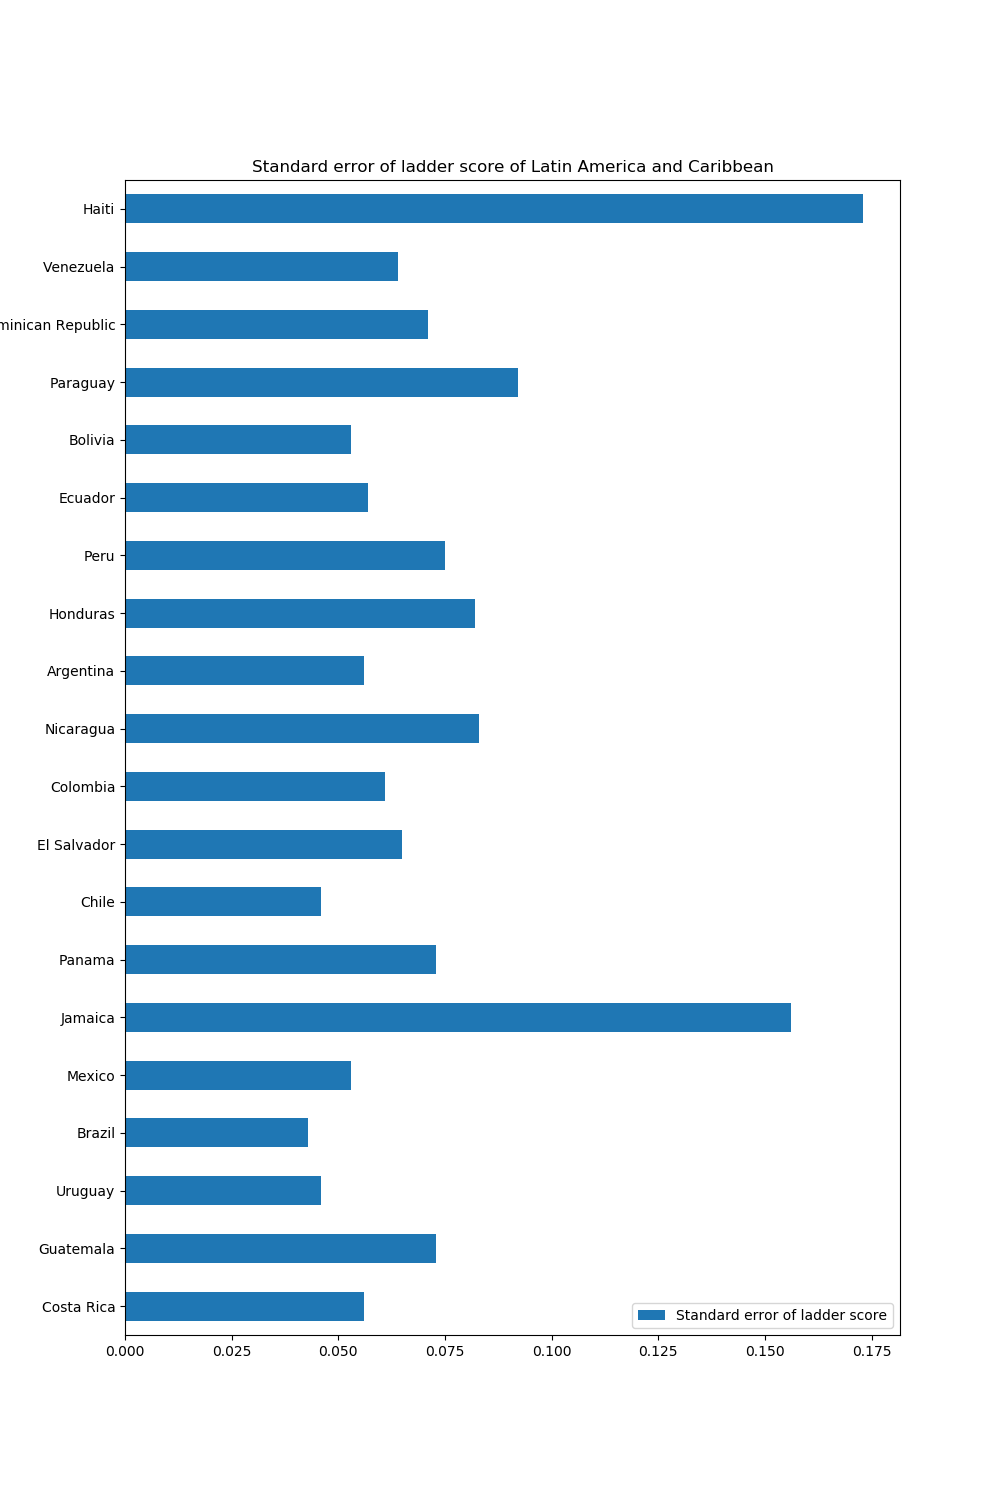 Standard error of ladder score of Latin America and Caribbean
Haiti
Venezuela
minican Republic
Paraguay
Bolivia
Ecuador
Peru
Honduras
Argentina
Nicaragua
Colombia
El Salvador
Chile
Panama
Jamaica
Mexico
Brazil
Uruguay
Guatemala
Costa Rica
Standard error of ladder score
0.000 0.025 0.050 0.075 0.100 0.125 0.150 0.175